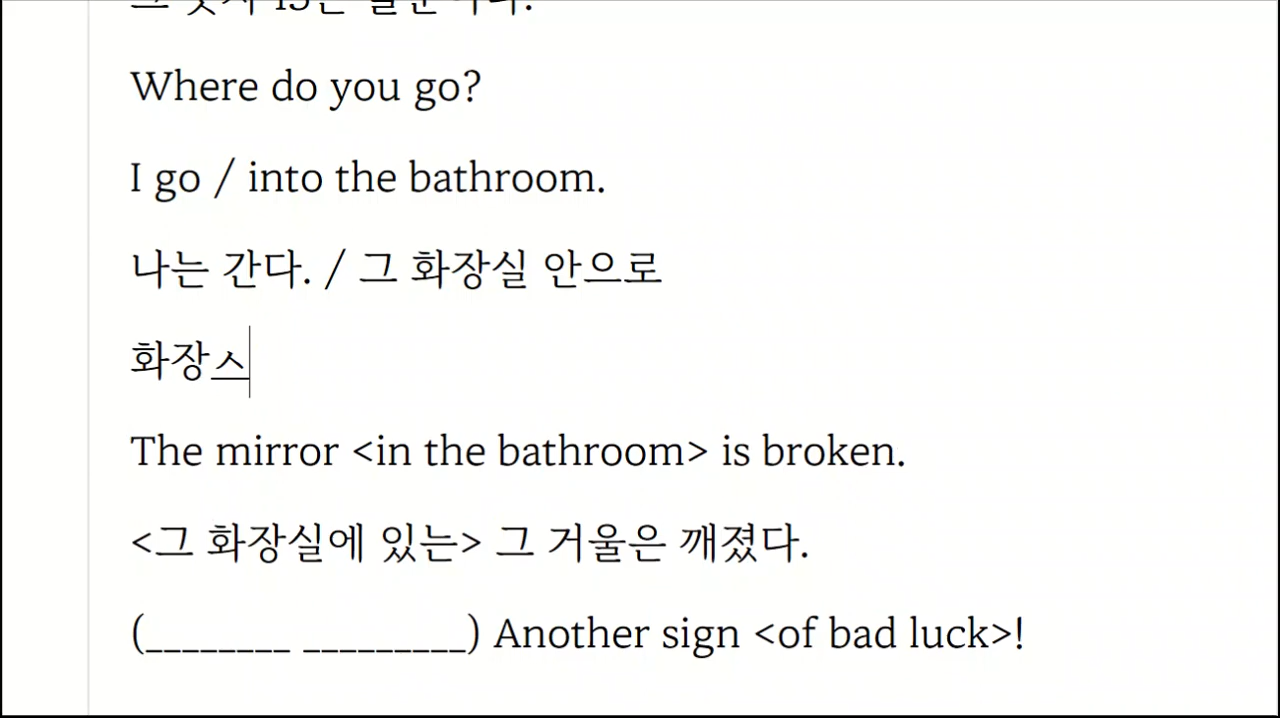 Where do you go?
I go / into the bathroom.
나는 간다. / 그 화장실 안으로
화장스
The mirror <in the bathroom> is broken.
<그 화장실에 있는> 그 거울은 깨졌다.
(________ _________) Another sign <of bad luck>!